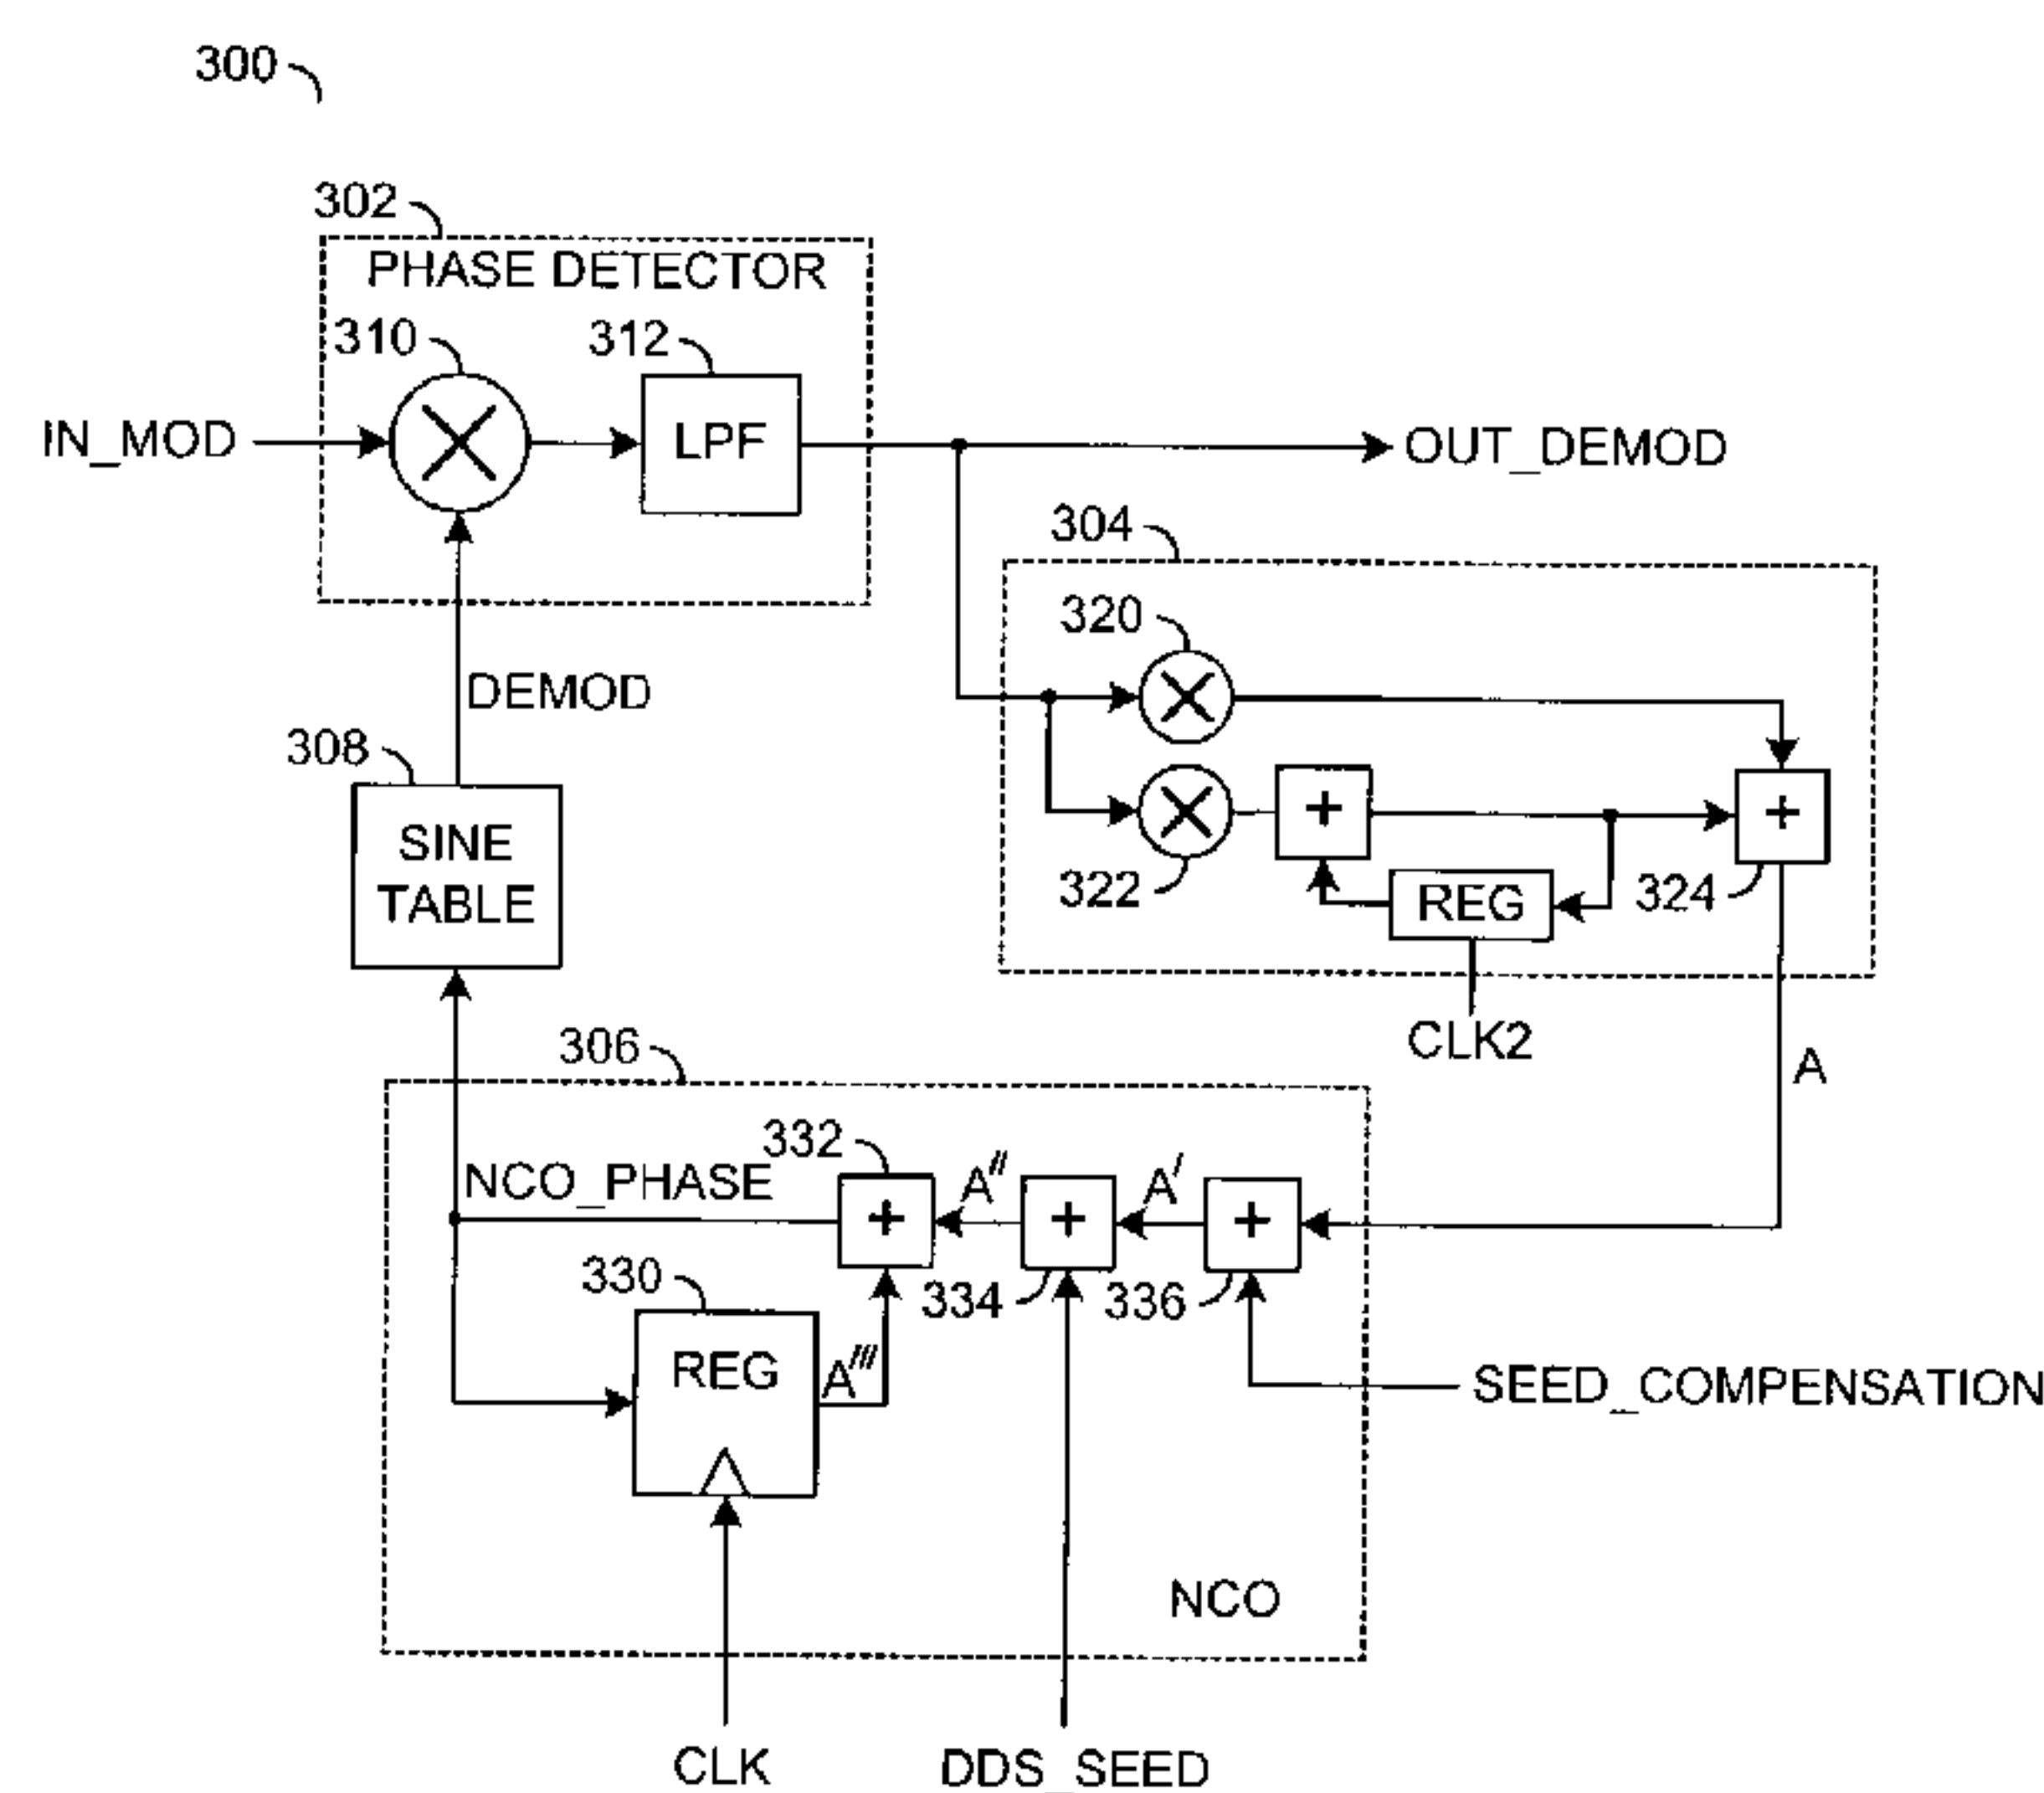 300
302
PHASE DETECTOR
310
312
IN_MOD
LPF
OUT_DEMOD
304
320
DEMOD
308
SINE
TABLE
+
+
322
REG
324
CLK2
A
306
332
NCO_PHASE
+
A''
+
A'
+
330
334
336
REG
A'''
SEED_COMPENSATION
NCO
CLK
DDS_SEED